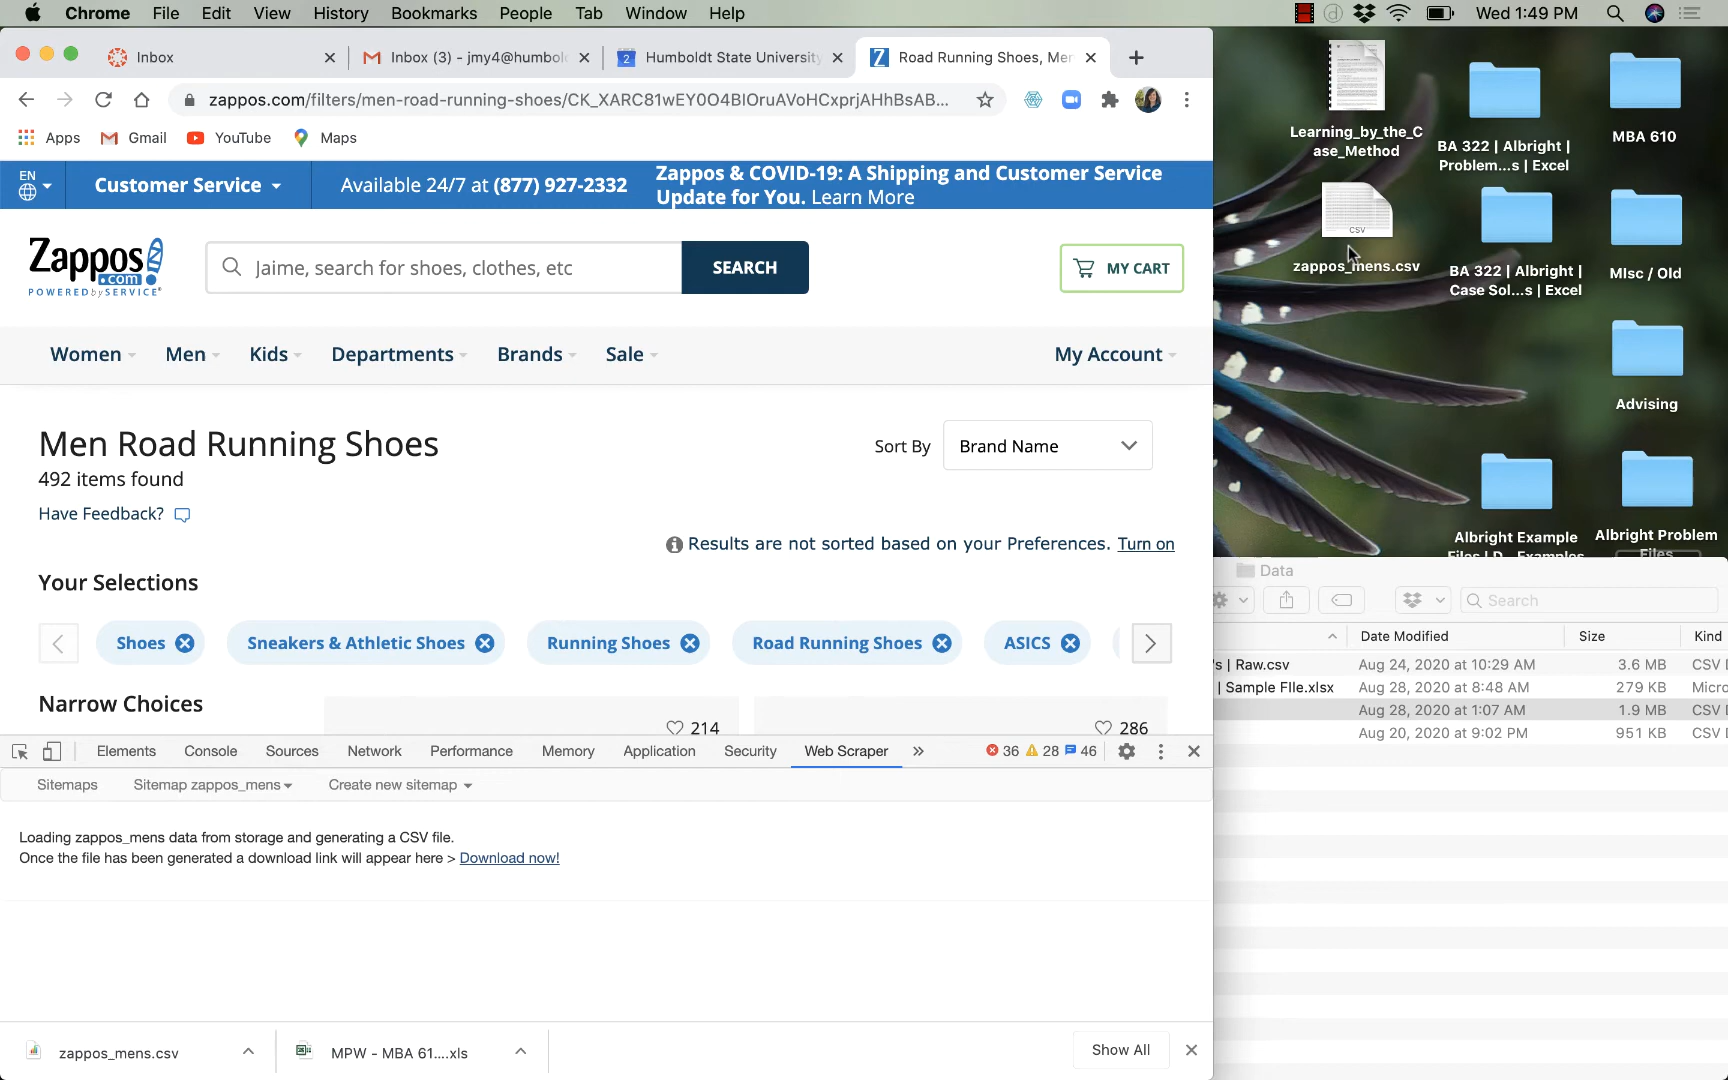 Chrome File Edit View History Bookmarks People Tab Window Help Wed 1:49 PM
Inbox
Inbox (3) - jmy4@humbol
Humboldt State University
Road Running Shoes, Men
zappos.com/filters/men-road-running-shoes/CK_XARC81wEY0O4BIOruAVoHCxprjAHhBsAB...
Apps Gmail YouTube Maps
EN
Customer Service
Available 24/7 at (877) 927-2332
Zappos & COVID-19: A Shipping and Customer Service
Update for You. Learn More
Zappos
.com
POWERED by SERVICE
Jaime, search for shoes, clothes, etc
SEARCH
MY CART
Women Men Kids Departments Brands Sale My Account
Men Road Running Shoes
492 items found
Have Feedback?
Sort By Brand Name
Results are not sorted based on your Preferences. Turn on
Your Selections
Shoes Sneakers & Athletic Shoes Running Shoes Road Running Shoes ASICS
Narrow Choices
214
286
Elements Console Sources Network Performance Memory Application Security Web Scraper » 36 28 46
Sitemaps Sitemap zappos_mens Create new sitemap
Loading zappos_mens data from storage and generating a CSV file.
Once the file has been generated a download link will appear here > Download now!
zappos_mens.csv
MPW - MBA 61....xls
Show All
Learning_by_the_C
ase_Method
BA 322 | Albright |
Problem...s | Excel
MBA 610
CSV
zappos_mens.csv
BA 322 | Albright |
Case Sol...s | Excel
MIsc / Old
Advising
Albright Example
Files | D... Examples
Albright Problem
Files
Data
Search
Date Modified Size Kind
's | Raw.csv Aug 24, 2020 at 10:29 AM 3.6 MB CSV
| Sample FIle.xlsx Aug 28, 2020 at 8:48 AM 279 KB Micro
Aug 28, 2020 at 1:07 AM 1.9 MB CSV
Aug 20, 2020 at 9:02 PM 951 KB CSV